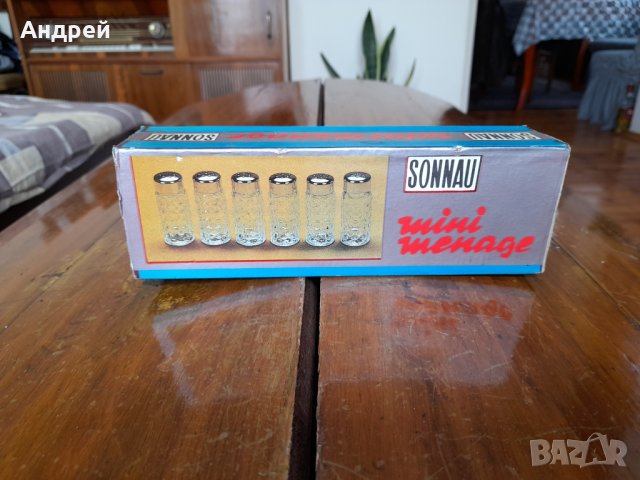 Андрей
SONNAU
SONNAU
SONNAU
mini
menage
BAZAR